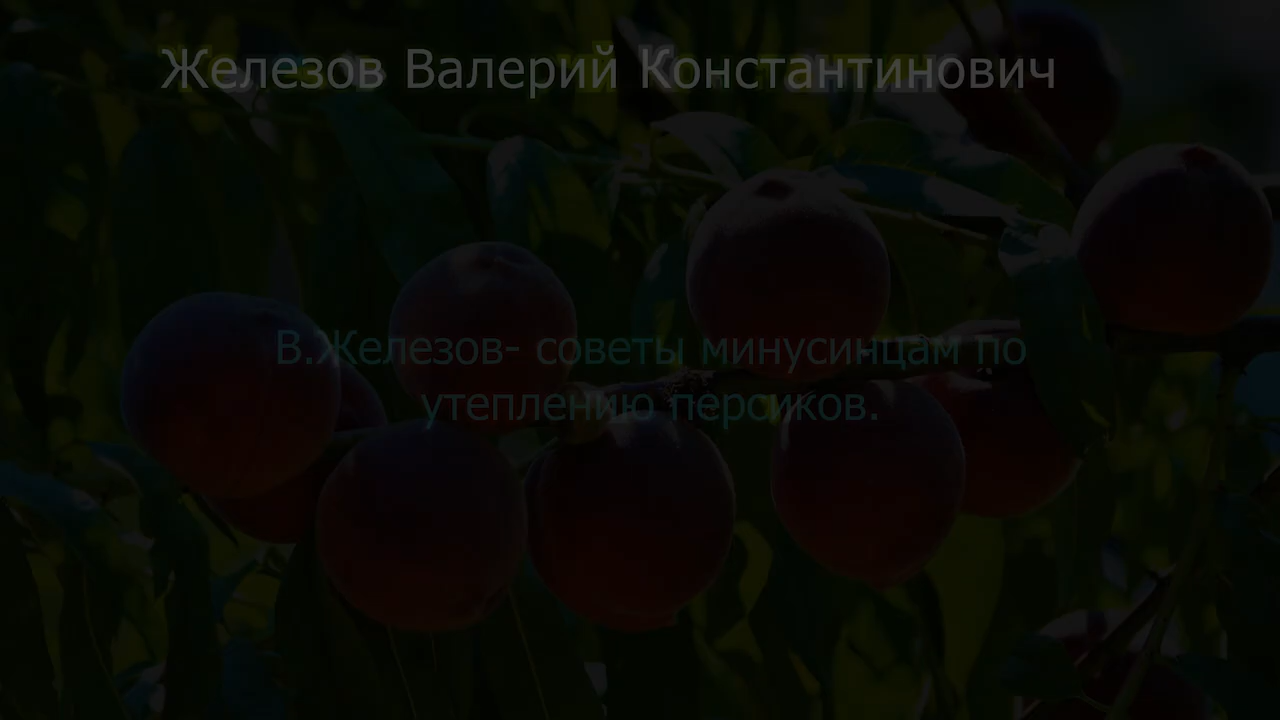 Железов Валерий Константинович
В.Железов- советы минусинцам по
утеплению персиков.